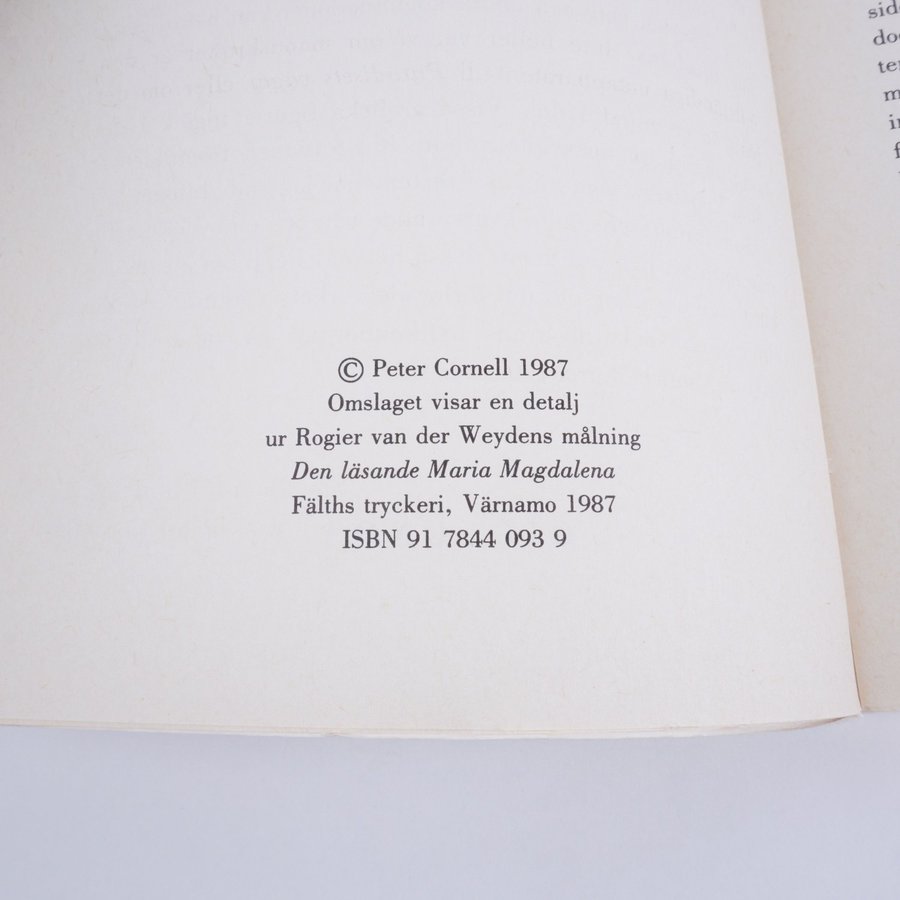 © Peter Cornell 1987
Omslaget visar en detalj
ur Rogier van der Weydens målning
Den läsande Maria Magdalena
Fälths tryckeri, Värnamo 1987
ISBN 91 7844 093 9